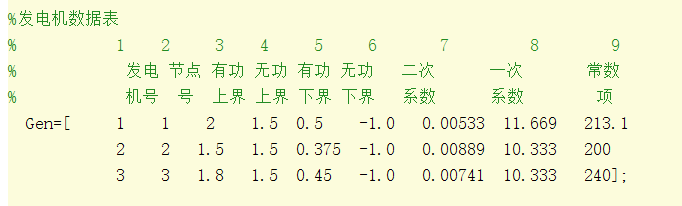 %发电机数据表
% 1 2 3 4 5 6 7 8 9
% 发电 节点 有功 无功 有功 无功 二次 一次 常数
% 机号 号 上界 上界 下界 下界 系数 系数 项
Gen=[ 1 1 2 1.5 0.5 -1.0 0.00533 11.669 213.1
2 2 1.5 1.5 0.375 -1.0 0.00889 10.333 200
3 3 1.8 1.5 0.45 -1.0 0.00741 10.333 240];